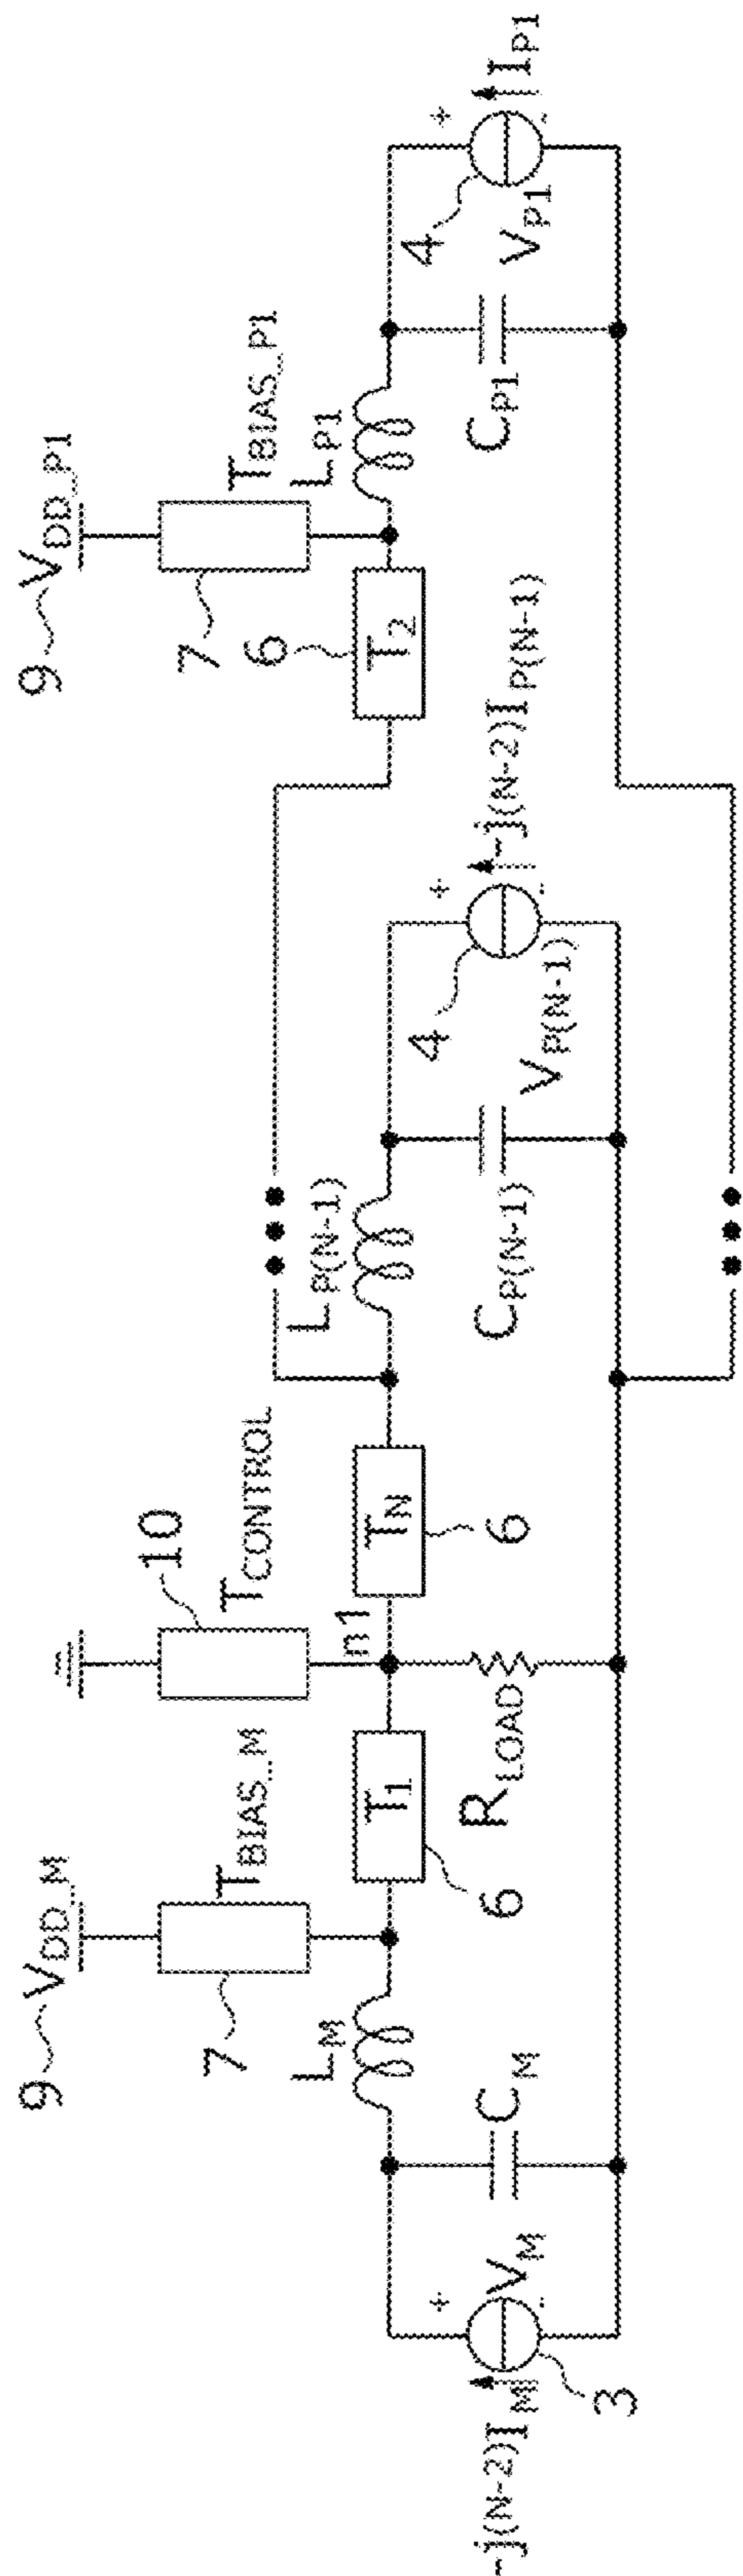 9 V_DD_M
9 V_DD_P1
10
7
T_BIAS_M
T_CONTROL
7
T_BIAS_P1
6
L_M
T_1
n1
T_N
L_P(N-1)
T_2
L_P1
6
6
4
4
-j(N-2)I_M
V_M
C_M
R_LOAD
C_P(N-1)
V_P(N-1)
-j(N-2)I_P(N-1)
C_P1
V_P1
I_P1
+
-
+
-
+
-
3